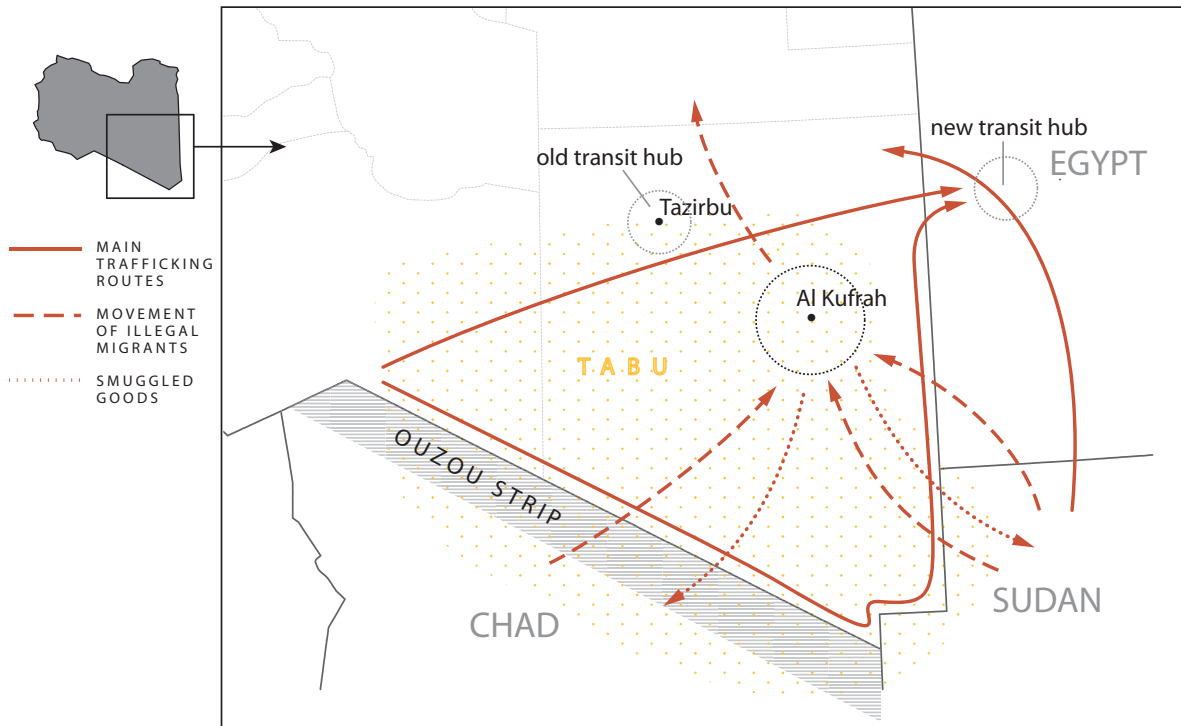 MAIN
TRAFFICKING
ROUTES
MOVEMENT
OF ILLEGAL
MIGRANTS
SMUGGLED
GOODS
new transit hub
old transit hub
EGYPT
Tazirbu
Al Kufrah
TABU
OUZOU STRIP
CHAD
SUDAN